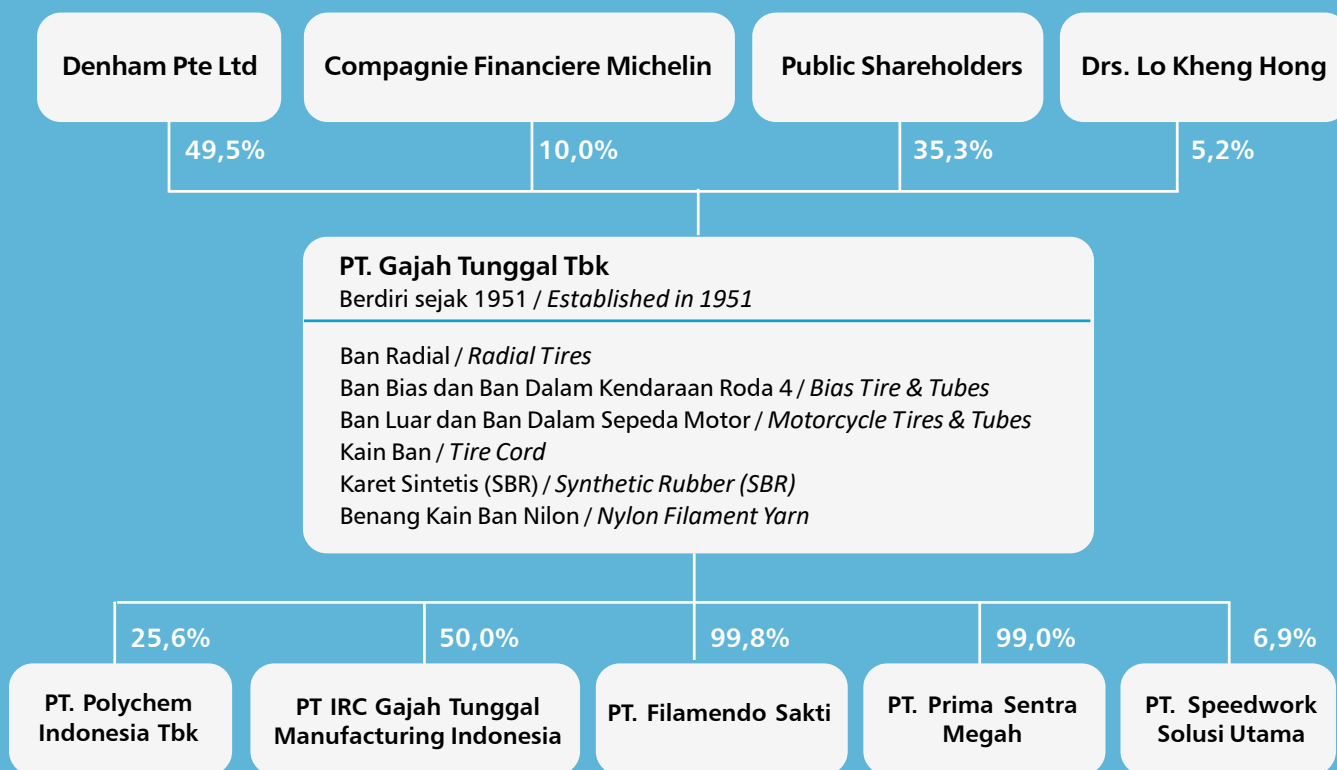 Denham Pte Ltd
Compagnie Financiere Michelin
Public Shareholders
Drs. Lo Kheng Hong
49,5%
10,0%
35,3%
5,2%
PT. Gajah Tunggal Tbk
Berdiri sejak 1951 / Established in 1951
Ban Radial / Radial Tires
Ban Bias dan Ban Dalam Kendaraan Roda 4 / Bias Tire & Tubes
Ban Luar dan Ban Dalam Sepeda Motor / Motorcycle Tires & Tubes
Kain Ban / Tire Cord
Karet Sintetis (SBR) / Synthetic Rubber (SBR)
Benang Kain Ban Nilon / Nylon Filament Yarn
25,6%
50,0%
99,8%
99,0%
6,9%
PT. Polychem
Indonesia Tbk
PT IRC Gajah Tunggal
Manufacturing Indonesia
PT. Filamendo Sakti
PT. Prima Sentra
Megah
PT. Speedwork
Solusi Utama